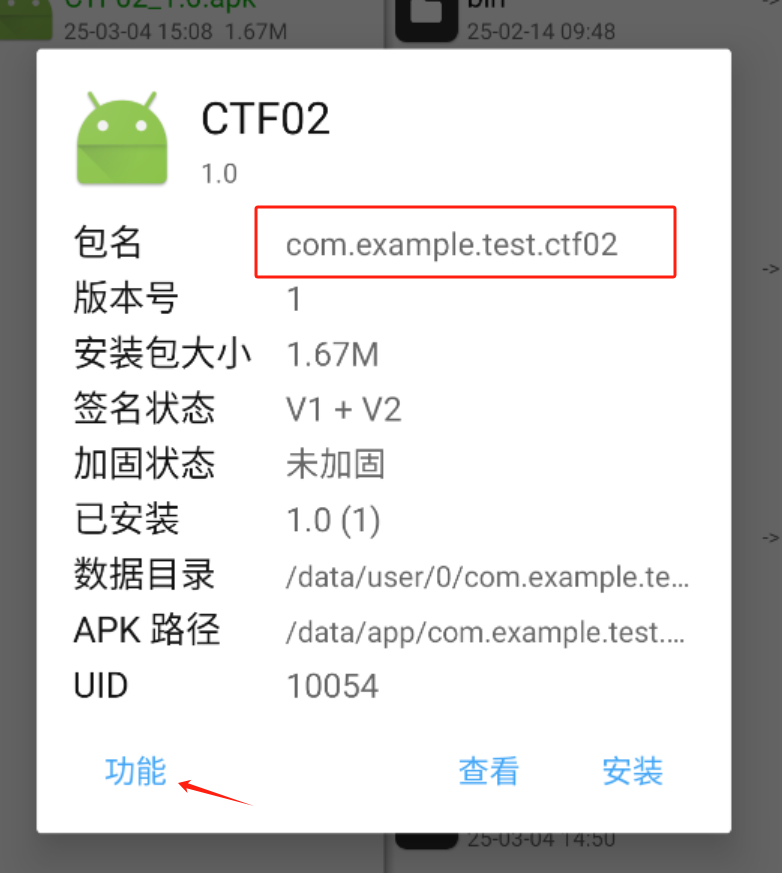 CTF02_1.0.apk
25-03-04 15:08 1.67M
bin
25-02-14 09:48
->
CTF02
1.0
包名 com.example.test.ctf02
版本号 1
->
安装包大小 1.67M
签名状态 V1 + V2
加固状态 未加固
已安装 1.0 (1)
->
数据目录 /data/user/0/com.example.te...
APK 路径 /data/app/com.example.test....
UID 10054
功能 查看 安装
25-03-04 14:50